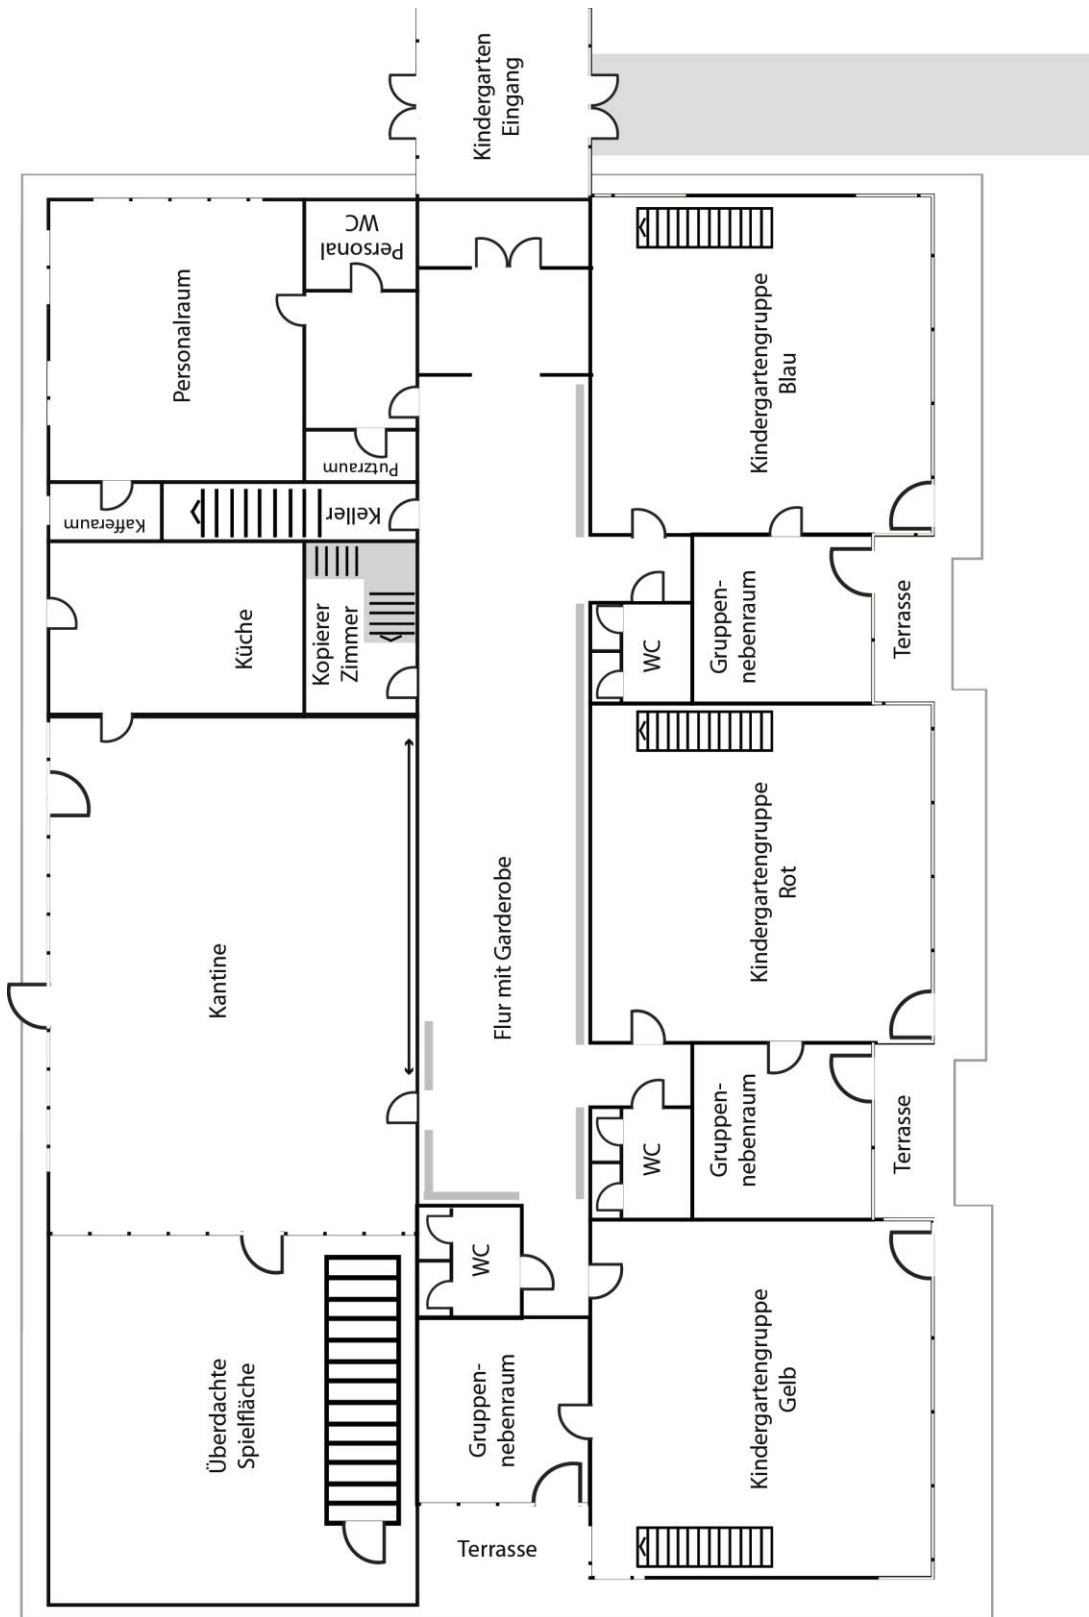 Kindergarten
Eingang
Personal
WC
Personalraum
Putzraum
Kafferaum
Keller
Küche
Kopierer
Zimmer
Kindergartengruppe
Blau
Gruppen-
nebenraum
WC
Terrasse
Kantine
Flur mit Garderobe
Kindergartengruppe
Rot
Gruppen-
nebenraum
WC
Terrasse
Überdachte
Spielfläche
WC
Gruppen-
nebenraum
Terrasse
Kindergartengruppe
Gelb